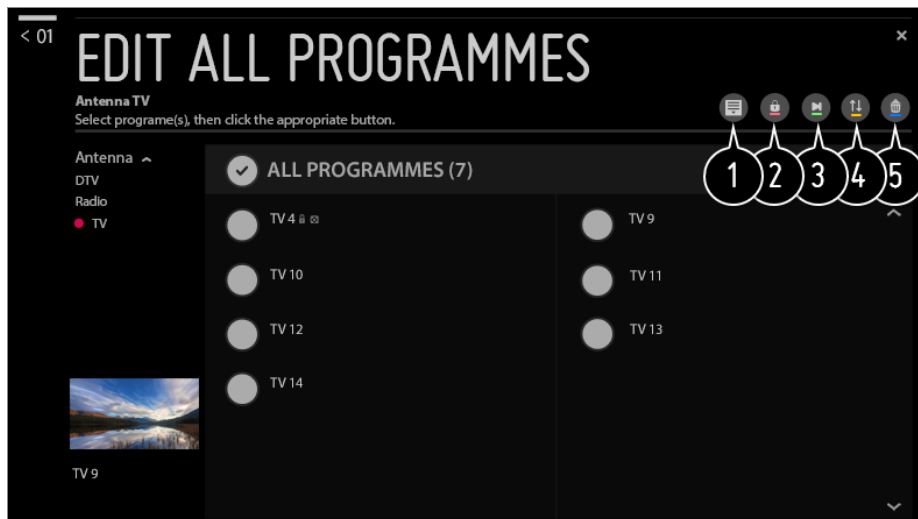 < 01
EDIT ALL PROGRAMMES
×
Antenna TV
Select programe(s), then click the appropriate button.
1 2 3 4 5
Antenna
DTV
Radio
TV
ALL PROGRAMMES (7)
TV 4
TV 9
TV 10
TV 11
TV 12
TV 13
TV 14
TV 9